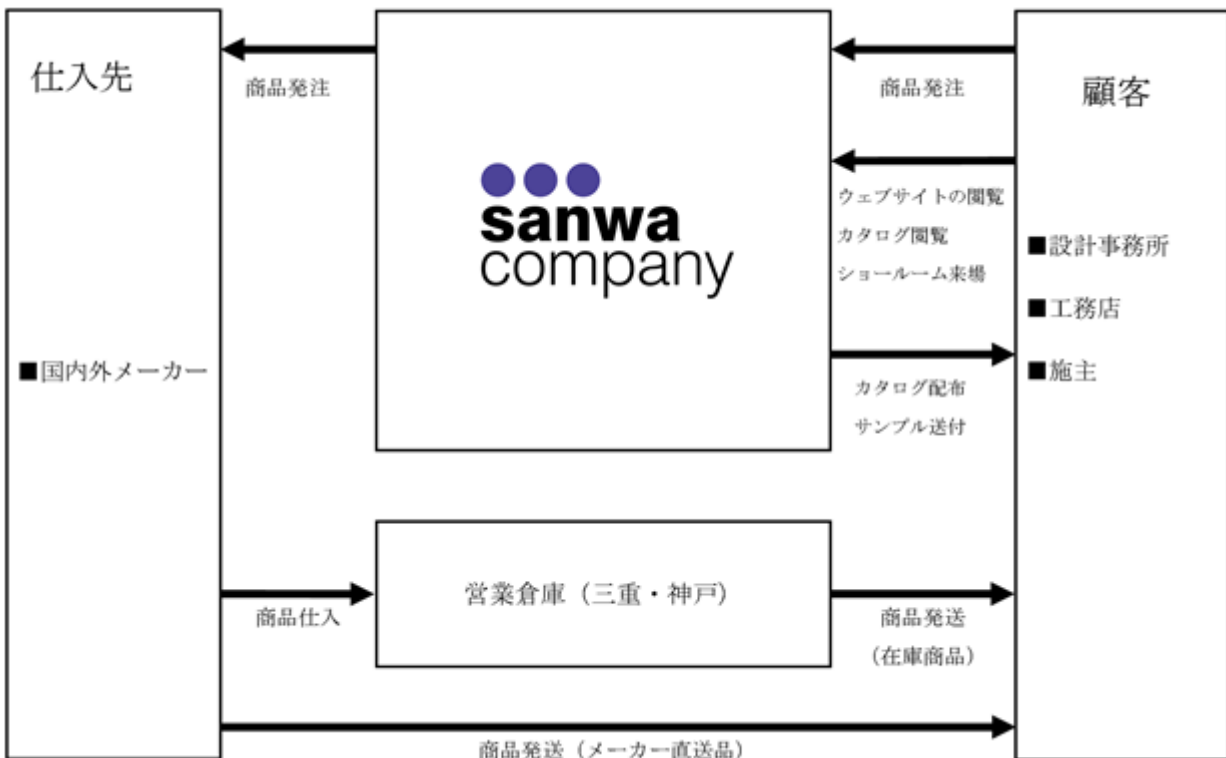 仕入先
商品発注
商品発注
顧客
sanwa
company
ウェブサイトの閲覧
カタログ閲覧
ショールーム来場
■設計事務所
■工務店
■施主
■国内外メーカー
カタログ配布
サンプル送付
営業倉庫（三重・神戸）
商品仕入
商品発送
（在庫商品）
商品発送（メーカー直送品）